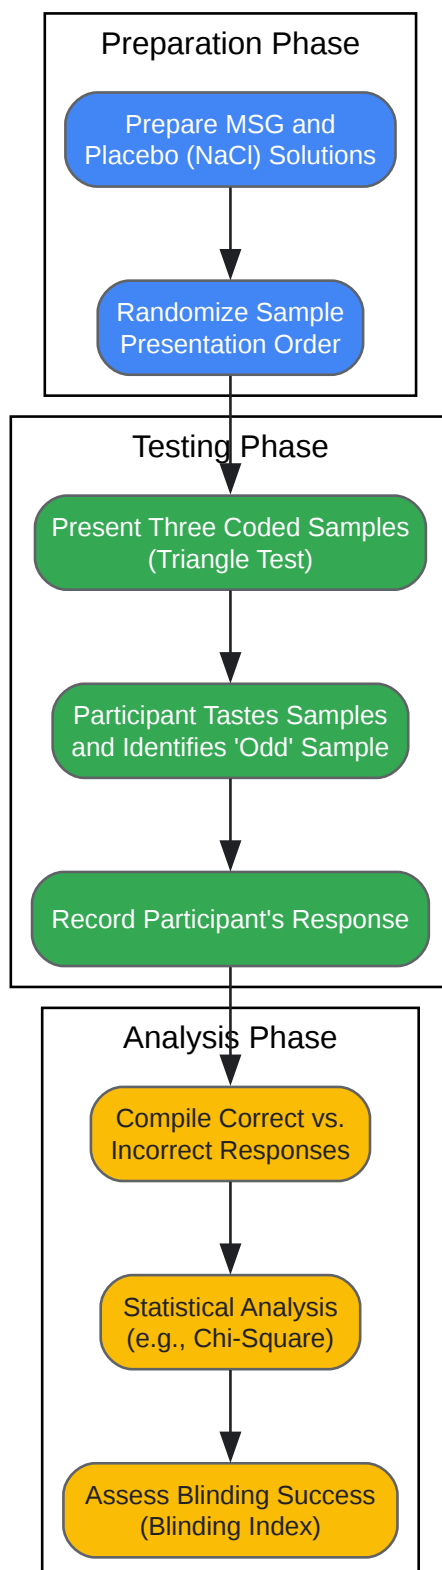 Preparation Phase
Prepare MSG and
Placebo (NaCl) Solutions
Randomize Sample
Presentation Order
Testing Phase
Present Three Coded Samples
(Triangle Test)
Participant Tastes Samples
and Identifies 'Odd' Sample
Record Participant's Response
Analysis Phase
Compile Correct vs.
Incorrect Responses
Statistical Analysis
(e.g., Chi-Square)
Assess Blinding Success
(Blinding Index)